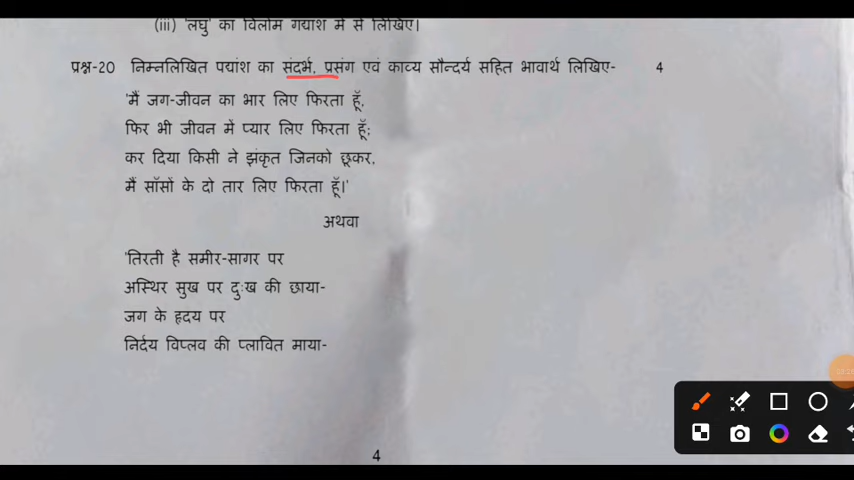 (iii) 'लघु' का विलोम गद्यांश में से लिखिए।
प्रश्न-20 निम्नलिखित पद्यांश का संदर्भ, प्रसंग एवं काव्य सौन्दर्य सहित भावार्थ लिखिए- 4
'मैं जग-जीवन का भार लिए फिरता हूँ,
फिर भी जीवन में प्यार लिए फिरता हूँ;
कर दिया किसी ने झंकृत जिनको छूकर,
मैं साँसों के दो तार लिए फिरता हूँ।'
अथवा
'तिरती है समीर-सागर पर
अस्थिर सुख पर दुःख की छाया-
जग के हृदय पर
निर्दय विप्लव की प्लावित माया-
4